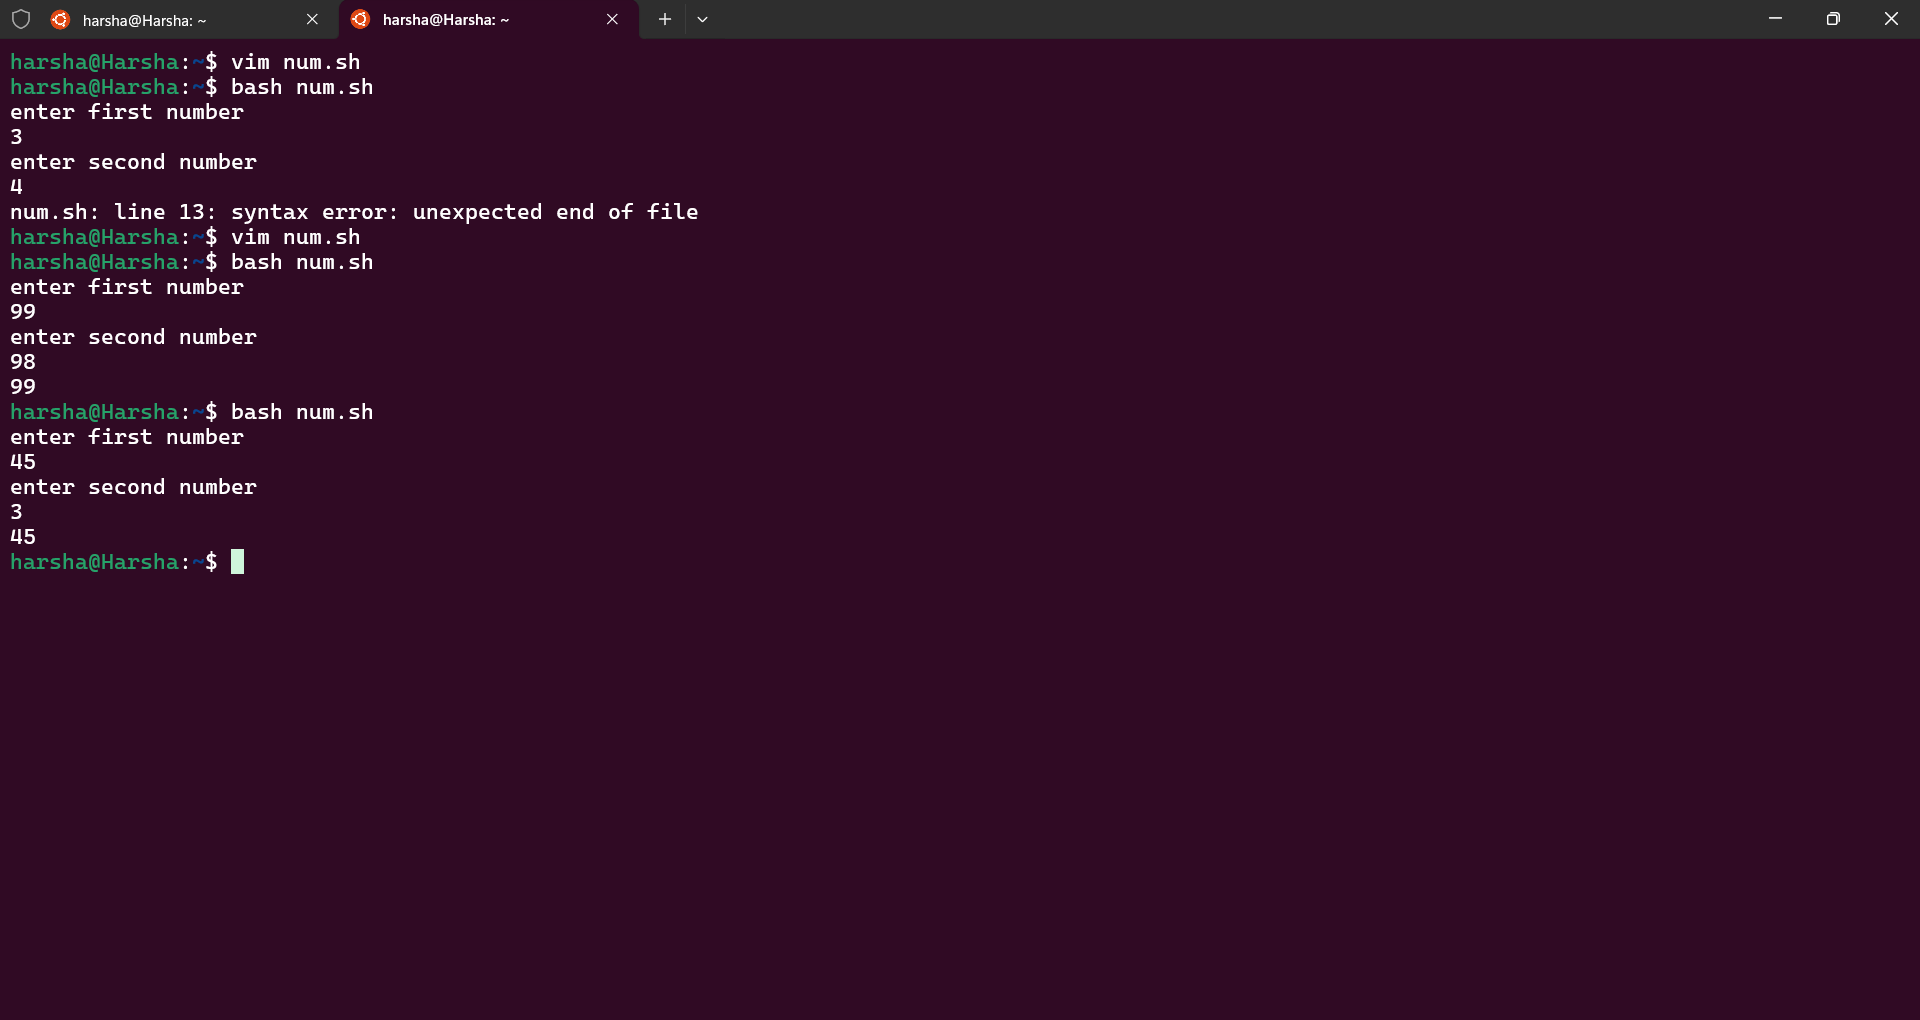 harsha@Harsha: ~
harsha@Harsha: ~
harsha@Harsha:~$ vim num.sh
harsha@Harsha:~$ bash num.sh
enter first number
3
enter second number
4
num.sh: line 13: syntax error: unexpected end of file
harsha@Harsha:~$ vim num.sh
harsha@Harsha:~$ bash num.sh
enter first number
99
enter second number
98
99
harsha@Harsha:~$ bash num.sh
enter first number
45
enter second number
3
45
harsha@Harsha:~$